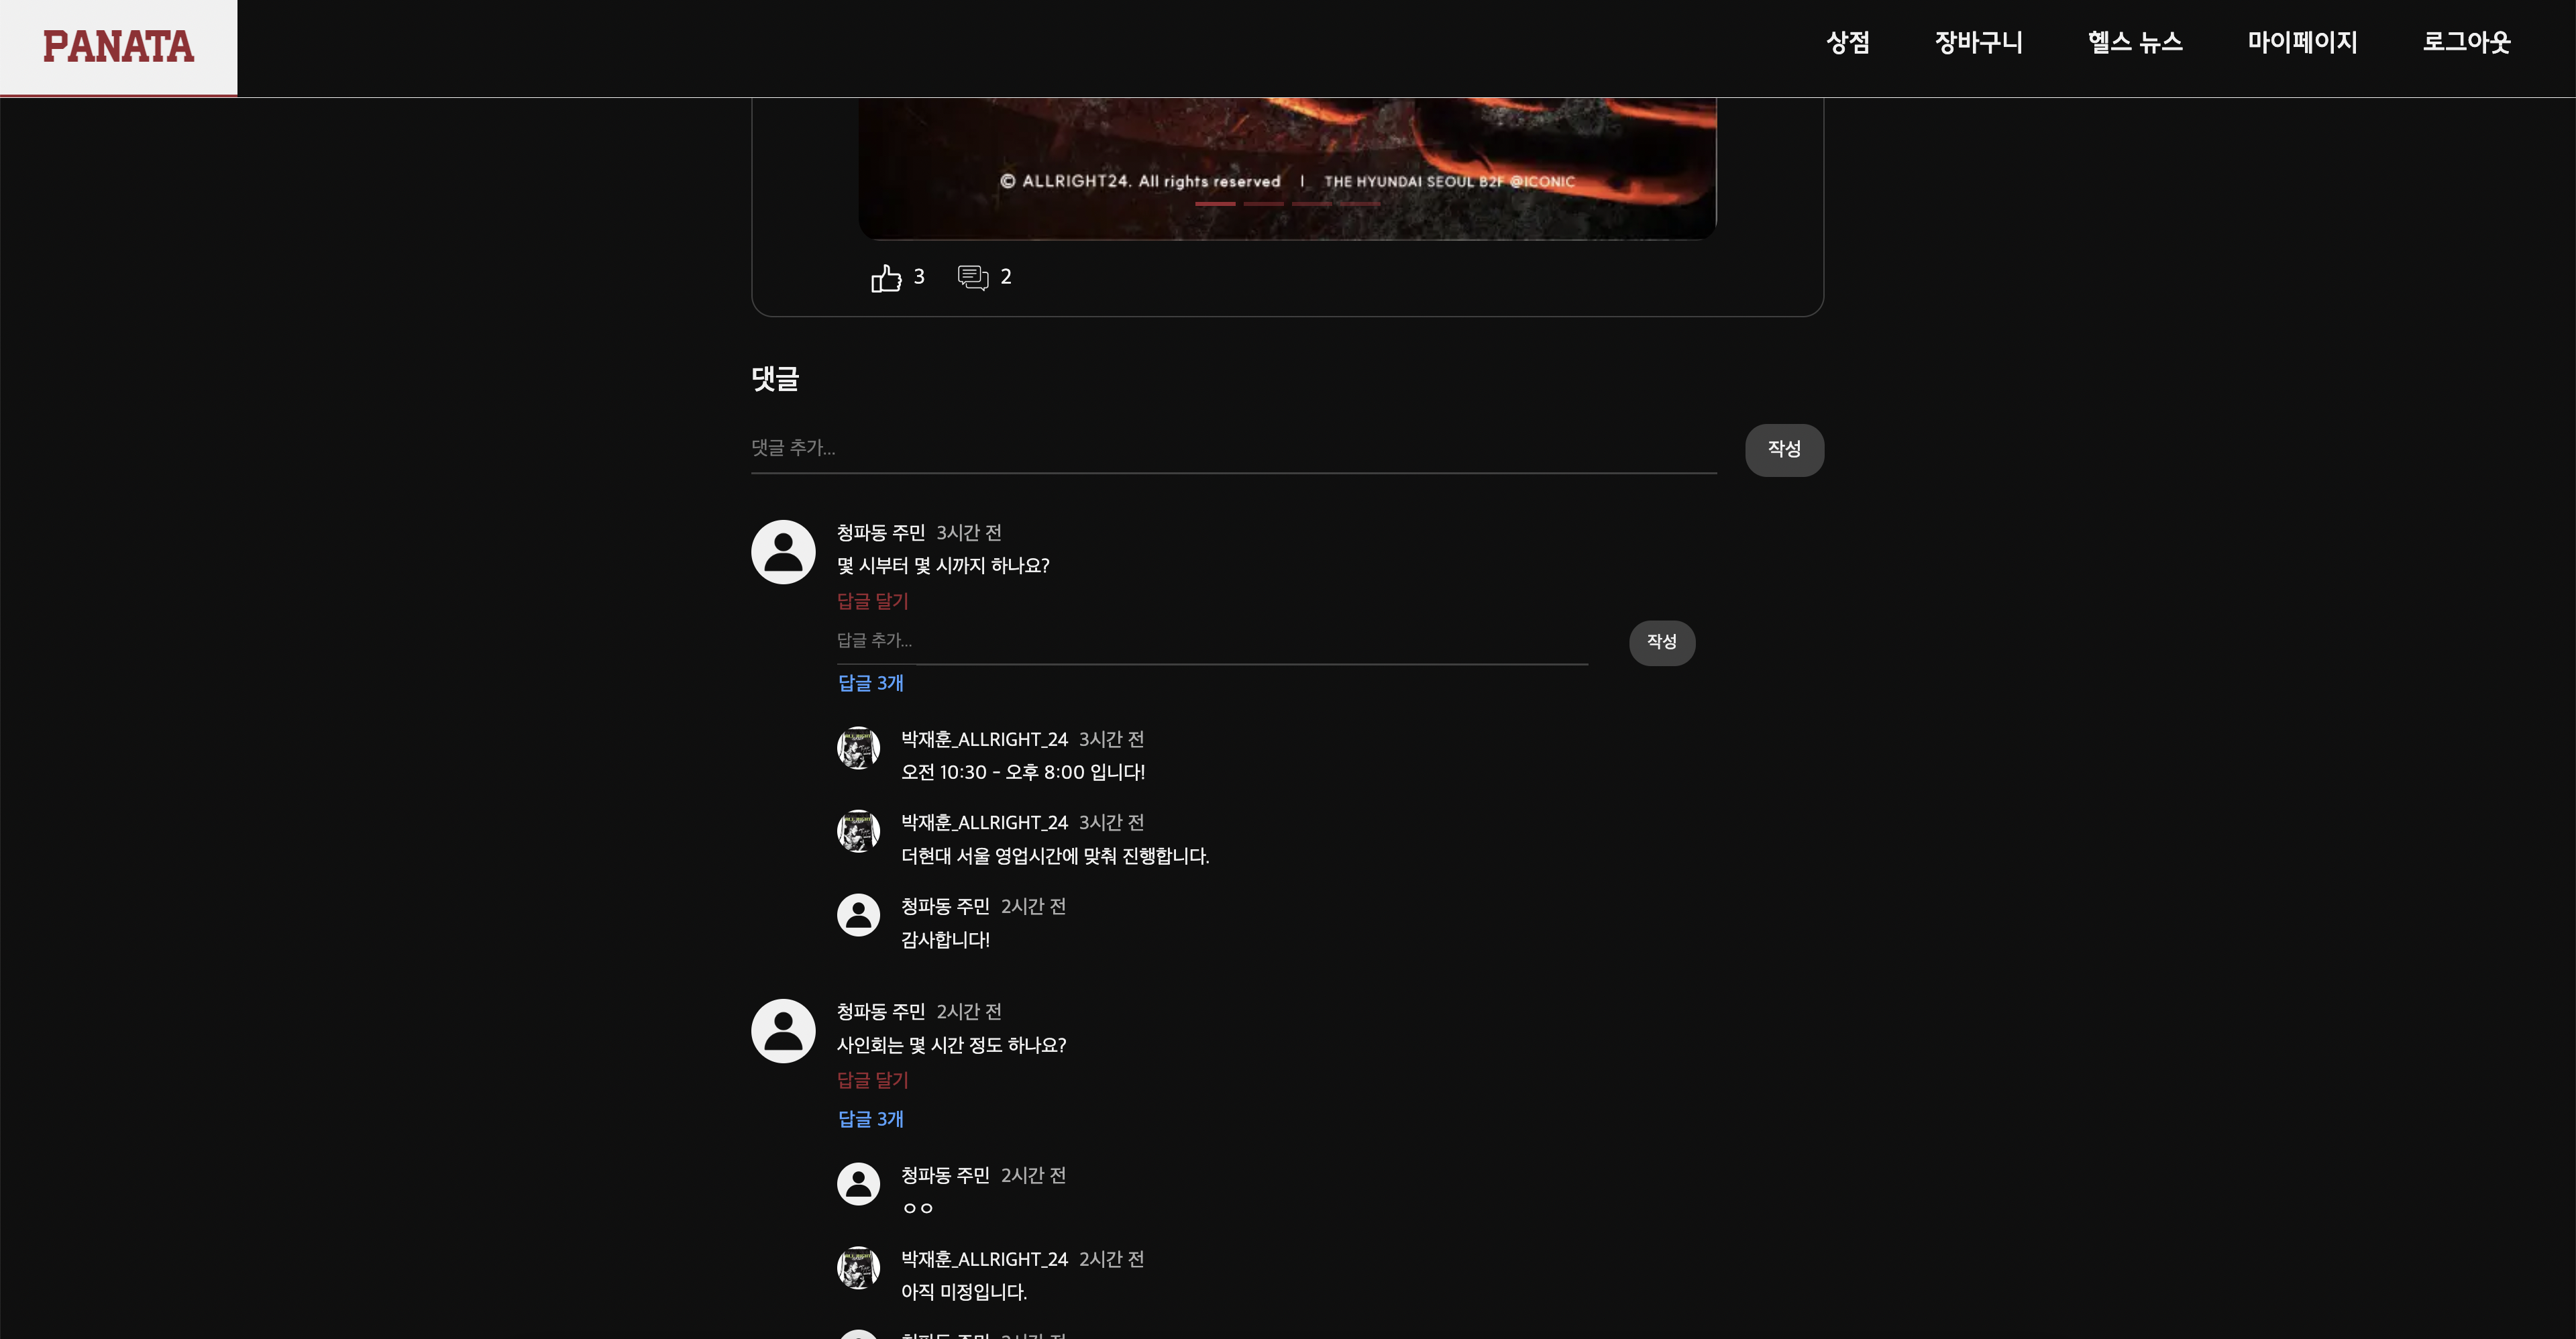 PANATA
상점 장바구니 헬스 뉴스 마이페이지 로그아웃
© ALLRIGHT24. All rights reserved | THE HYUNDAI SEOUL B2F @ICONIC
3 2
댓글
댓글 추가... 작성
청파동 주민 3시간 전
몇 시부터 몇 시까지 하나요?
답글 달기
답글 추가... 작성
답글 3개
박재훈_ALLRIGHT_24 3시간 전
오전 10:30 - 오후 8:00 입니다!
박재훈_ALLRIGHT_24 3시간 전
더현대 서울 영업시간에 맞춰 진행합니다.
청파동 주민 2시간 전
감사합니다!
청파동 주민 2시간 전
사인회는 몇 시간 정도 하나요?
답글 달기
답글 3개
청파동 주민 2시간 전
ㅇㅇ
박재훈_ALLRIGHT_24 2시간 전
아직 미정입니다.